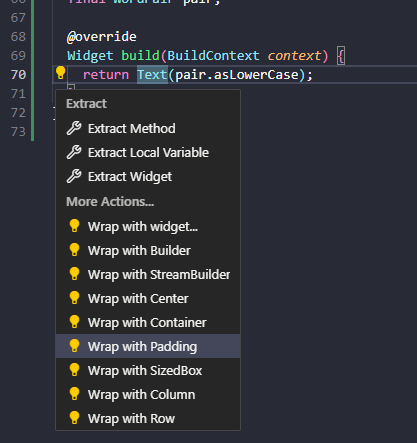 66 final WordPair pair;
67
68 @override
69 Widget build(BuildContext context) {
70 return Text(pair.asLowerCase);
71 }
72 }
73
Extract
Extract Method
Extract Local Variable
Extract Widget
More Actions...
Wrap with widget...
Wrap with Builder
Wrap with StreamBuilder
Wrap with Center
Wrap with Container
Wrap with Padding
Wrap with SizedBox
Wrap with Column
Wrap with Row